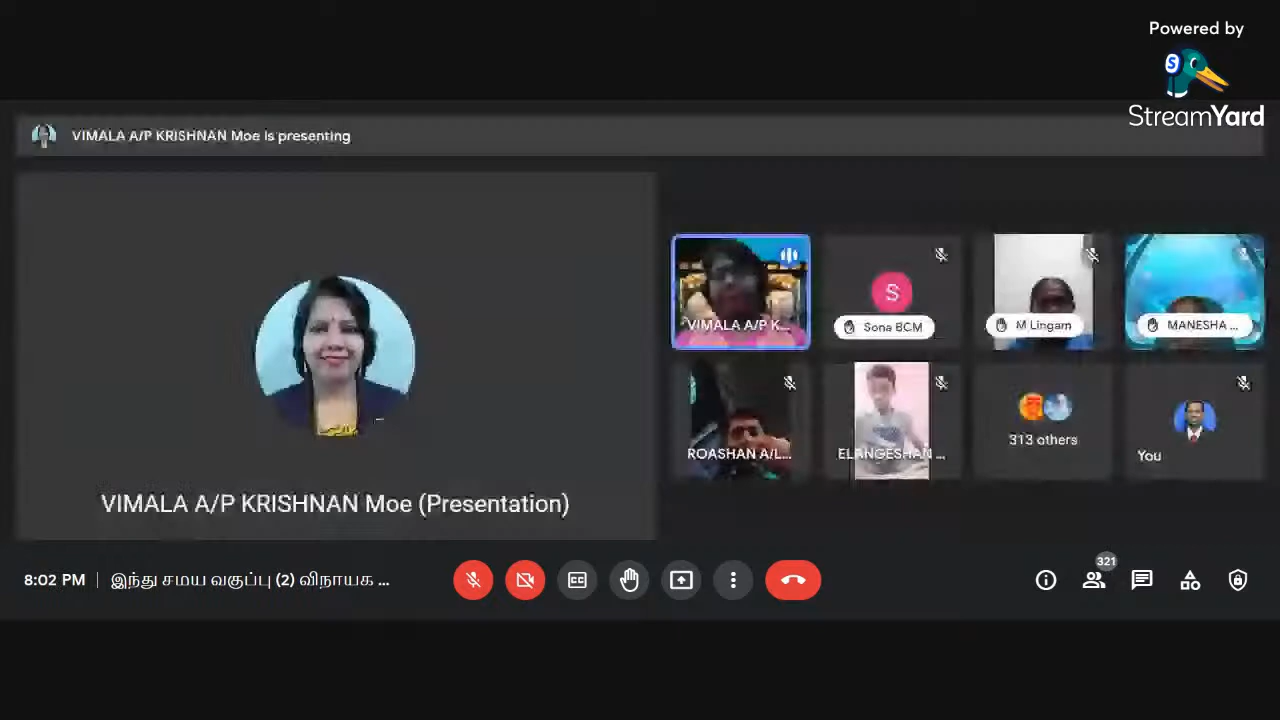 Powered by
StreamYard
VIMALA A/P KRISHNAN Moe is presenting
VIMALA A/P KRISHNAN Moe (Presentation)
VIMALA A/P K...
S
Sona BCM
M Lingam
MANESHA ...
ROASHAN A/L...
ELANGESHAN ...
313 others
You
8:02 PM
இந்து சமய வகுப்பு (2) விநாயக ...
321